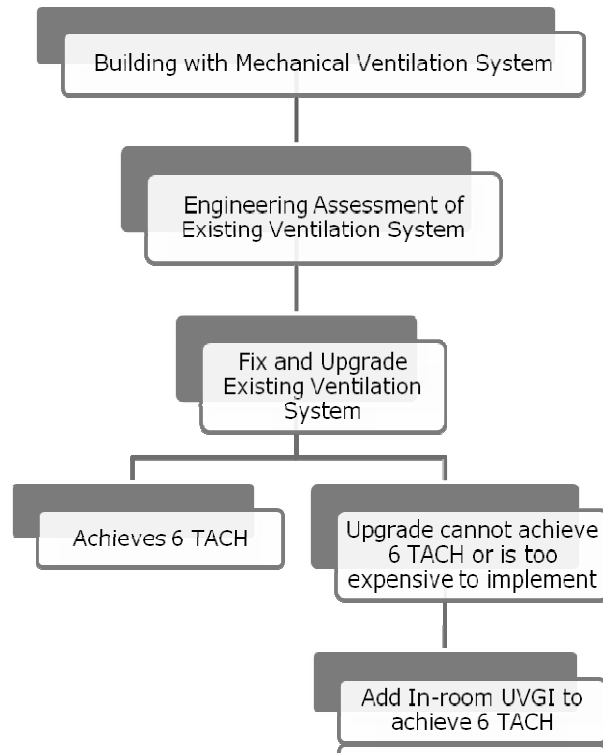 Building with Mechanical Ventilation System
Engineering Assessment of
Existing Ventilation System
Fix and Upgrade
Existing Ventilation
System
Achieves 6 TACH
Upgrade cannot achieve
6 TACH or is too
expensive to implement
Add In-room UVGI to
achieve 6 TACH